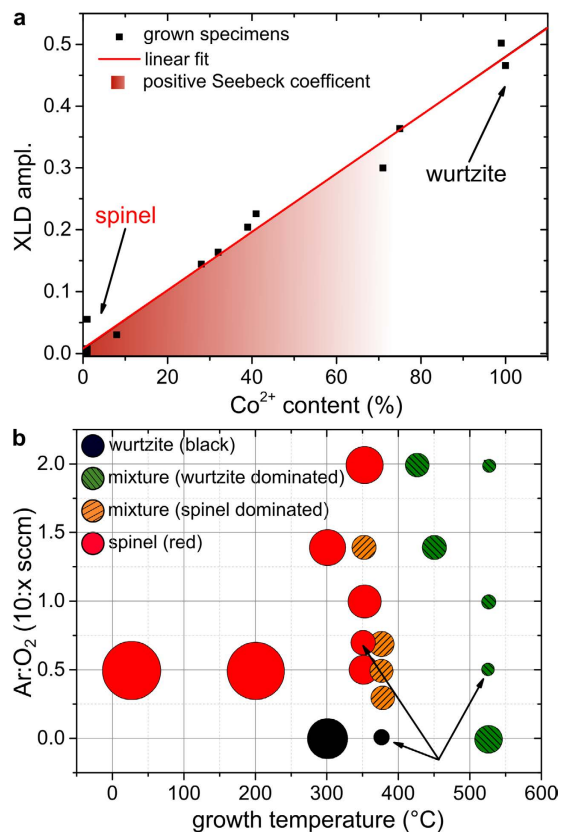 a
grown specimens
linear fit
positive Seebeck coefficent
0.5
0.4
0.3
0.2
0.1
0.0
XLD ampl.
spinel
wurtzite
0 20 40 60 80 100
Co²⁺ content (%)
b
wurtzite (black)
mixture (wurtzite dominated)
mixture (spinel dominated)
spinel (red)
2.0
1.5
1.0
0.5
0.0
Ar:O₂ (10:x sccm)
0 100 200 300 400 500 600
growth temperature (°C)